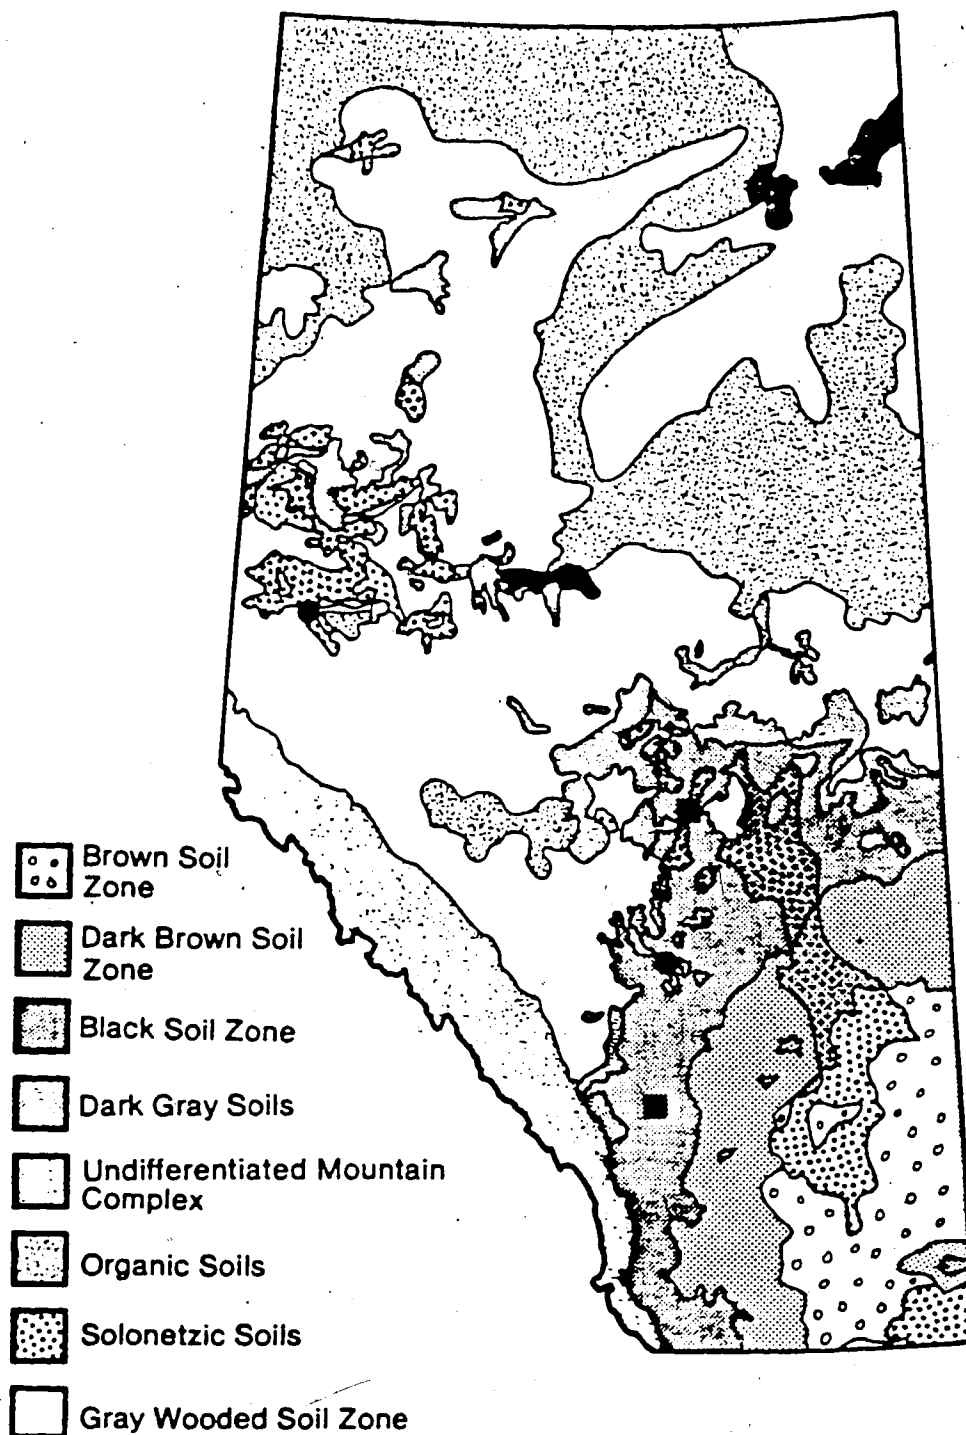 Brown Soil
Zone
Dark Brown Soil
Zone
Black Soil Zone
Dark Gray Soils
Undifferentiated Mountain
Complex
Organic Soils
Solonetzic Soils
Gray Wooded Soil Zone